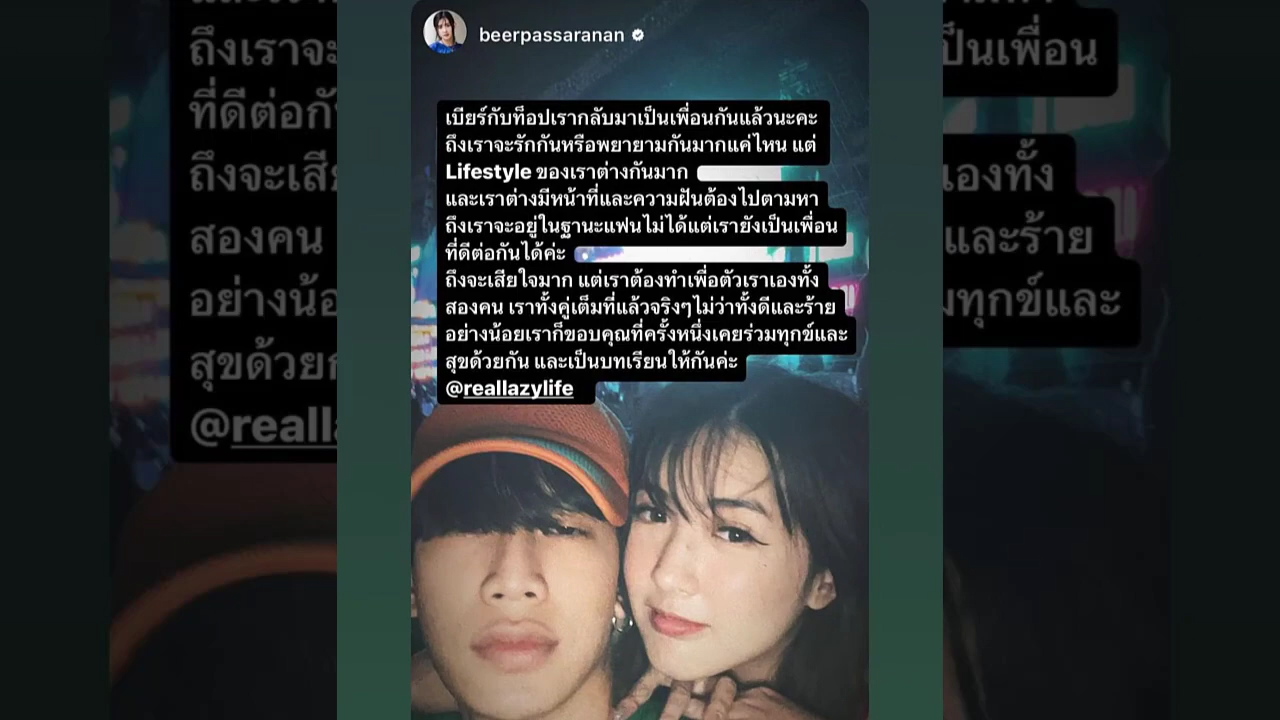 beerpassaranan
เบียร์กับท็อปเรากลับมาเป็นเพื่อนกันแล้วนะคะ
ถึงเราจะรักกันหรือพยายามกันมากแค่ไหน แต่
Lifestyle ของเราต่างกันมาก
และเราต่างมีหน้าที่และความฝันต้องไปตามหา
ถึงเราจะอยู่ในฐานะแฟนไม่ได้แต่เรายังเป็นเพื่อน
ที่ดีต่อกันได้ค่ะ
ถึงจะเสียใจมาก แต่เราต้องทำเพื่อตัวเราเองทั้ง
สองคน เราทั้งคู่เต็มที่แล้วจริงๆไม่ว่าทั้งดีและร้าย
อย่างน้อยเราก็ขอบคุณที่ครั้งหนึ่งเคยร่วมทุกข์และ
สุขด้วยกัน และเป็นบทเรียนให้กันค่ะ
@reallazylife